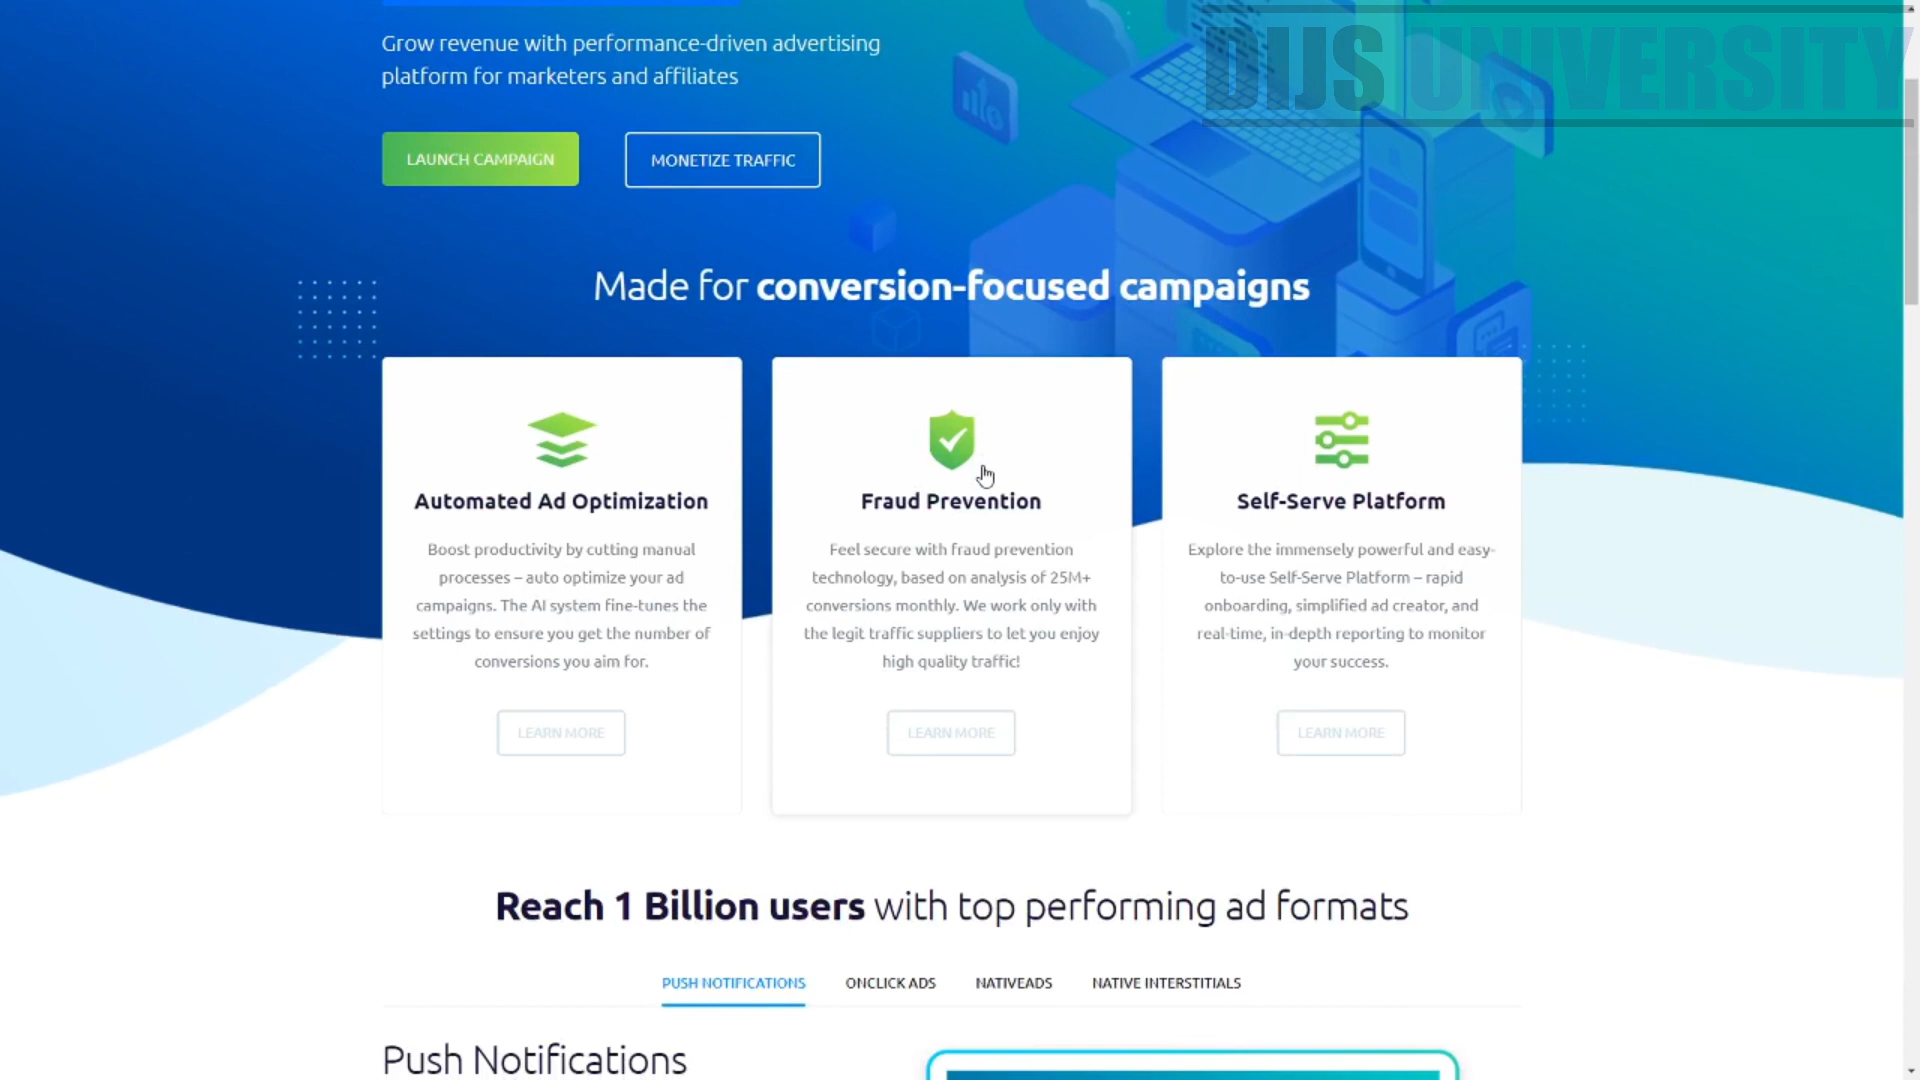 DIJS UNIVERSITY
Grow revenue with performance-driven advertising
platform for marketers and affiliates
LAUNCH CAMPAIGN
MONETIZE TRAFFIC
Made for conversion-focused campaigns
Automated Ad Optimization
Boost productivity by cutting manual
processes – auto optimize your ad
campaigns. The AI system fine-tunes the
settings to ensure you get the number of
conversions you aim for.
LEARN MORE
Fraud Prevention
Feel secure with fraud prevention
technology, based on analysis of 25M+
conversions monthly. We work only with
the legit traffic suppliers to let you enjoy
high quality traffic!
LEARN MORE
Self-Serve Platform
Explore the immensely powerful and easy-
to-use Self-Serve Platform – rapid
onboarding, simplified ad creator, and
real-time, in-depth reporting to monitor
your success.
LEARN MORE
Reach 1 Billion users with top performing ad formats
PUSH NOTIFICATIONS
ONCLICK ADS
NATIVEADS
NATIVE INTERSTITIALS
Push Notifications